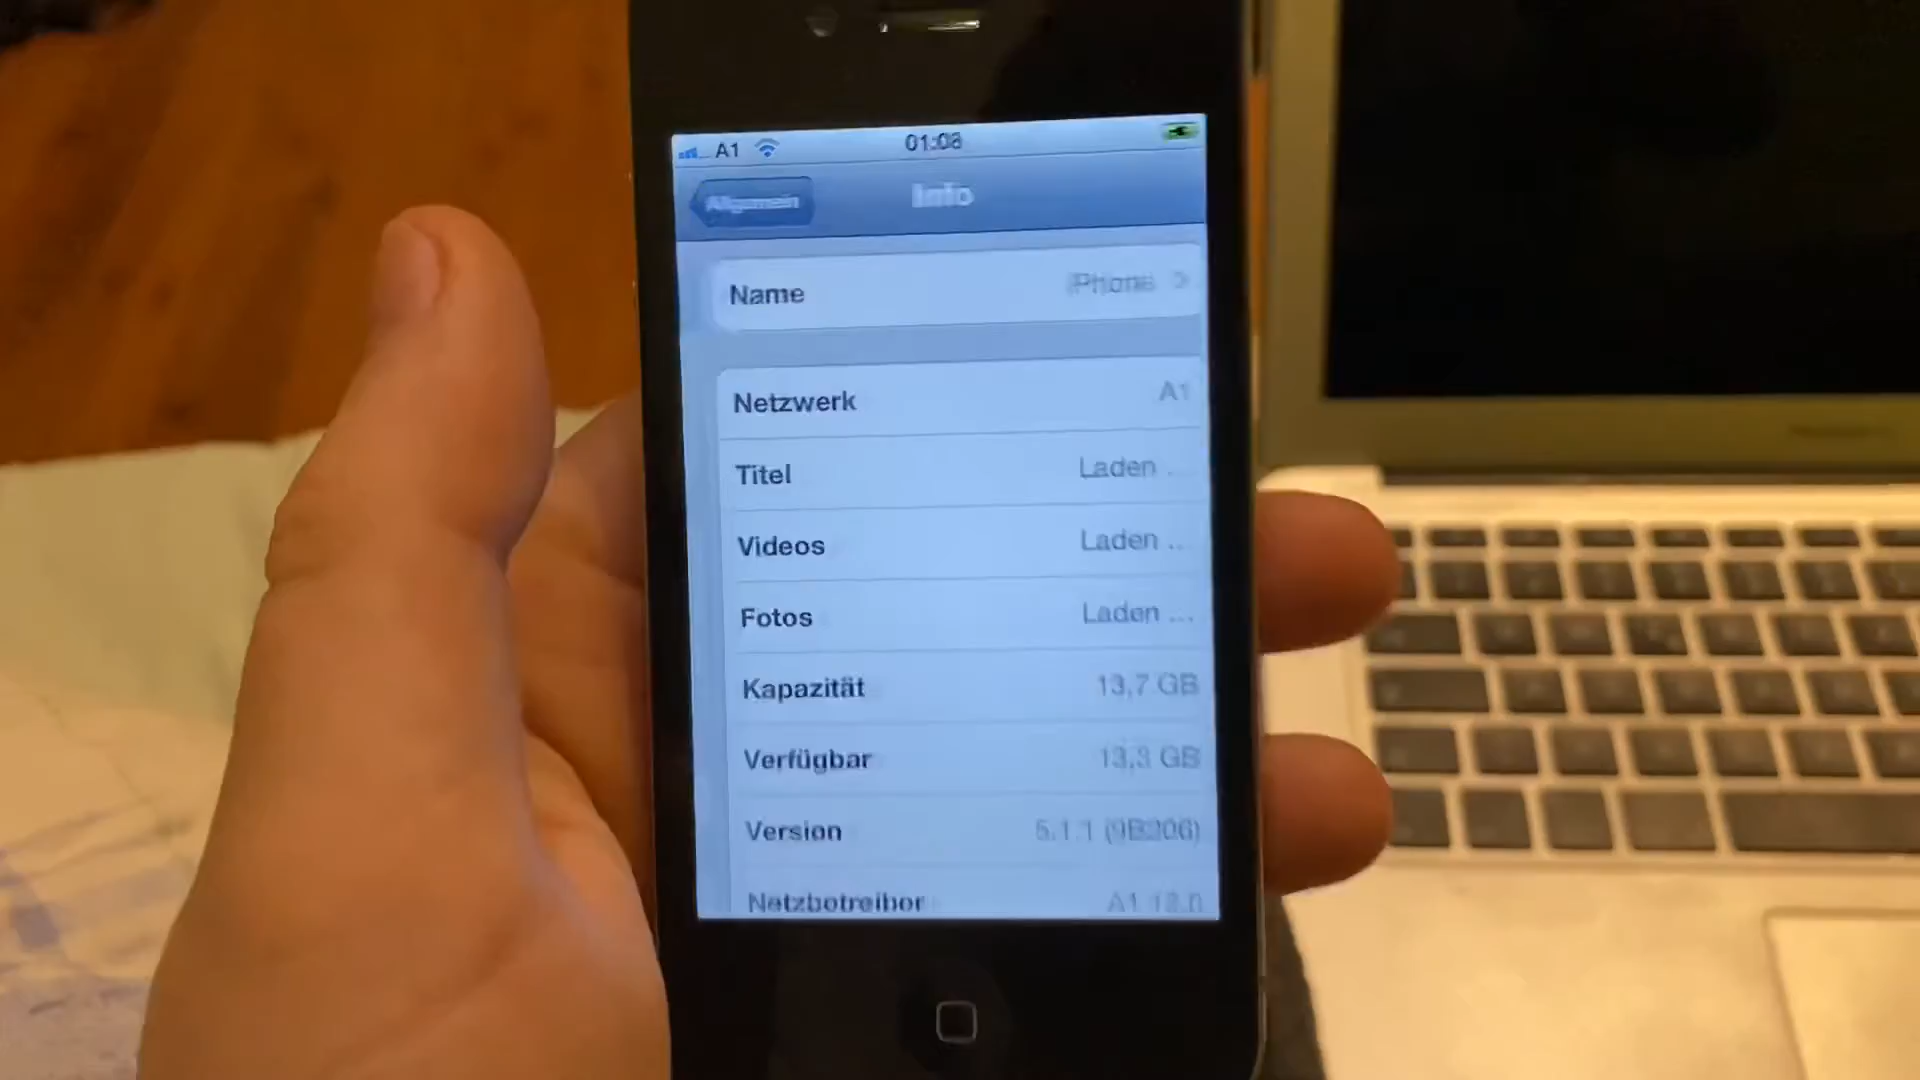 A1 01:08
Allgemein Info
Name iPhone
Netzwerk A1
Titel Laden ...
Videos Laden ...
Fotos Laden ...
Kapazität 13,7 GB
Verfügbar 13,3 GB
Version 5.1.1 (9B206)
Netzbetreiber A1 12.0